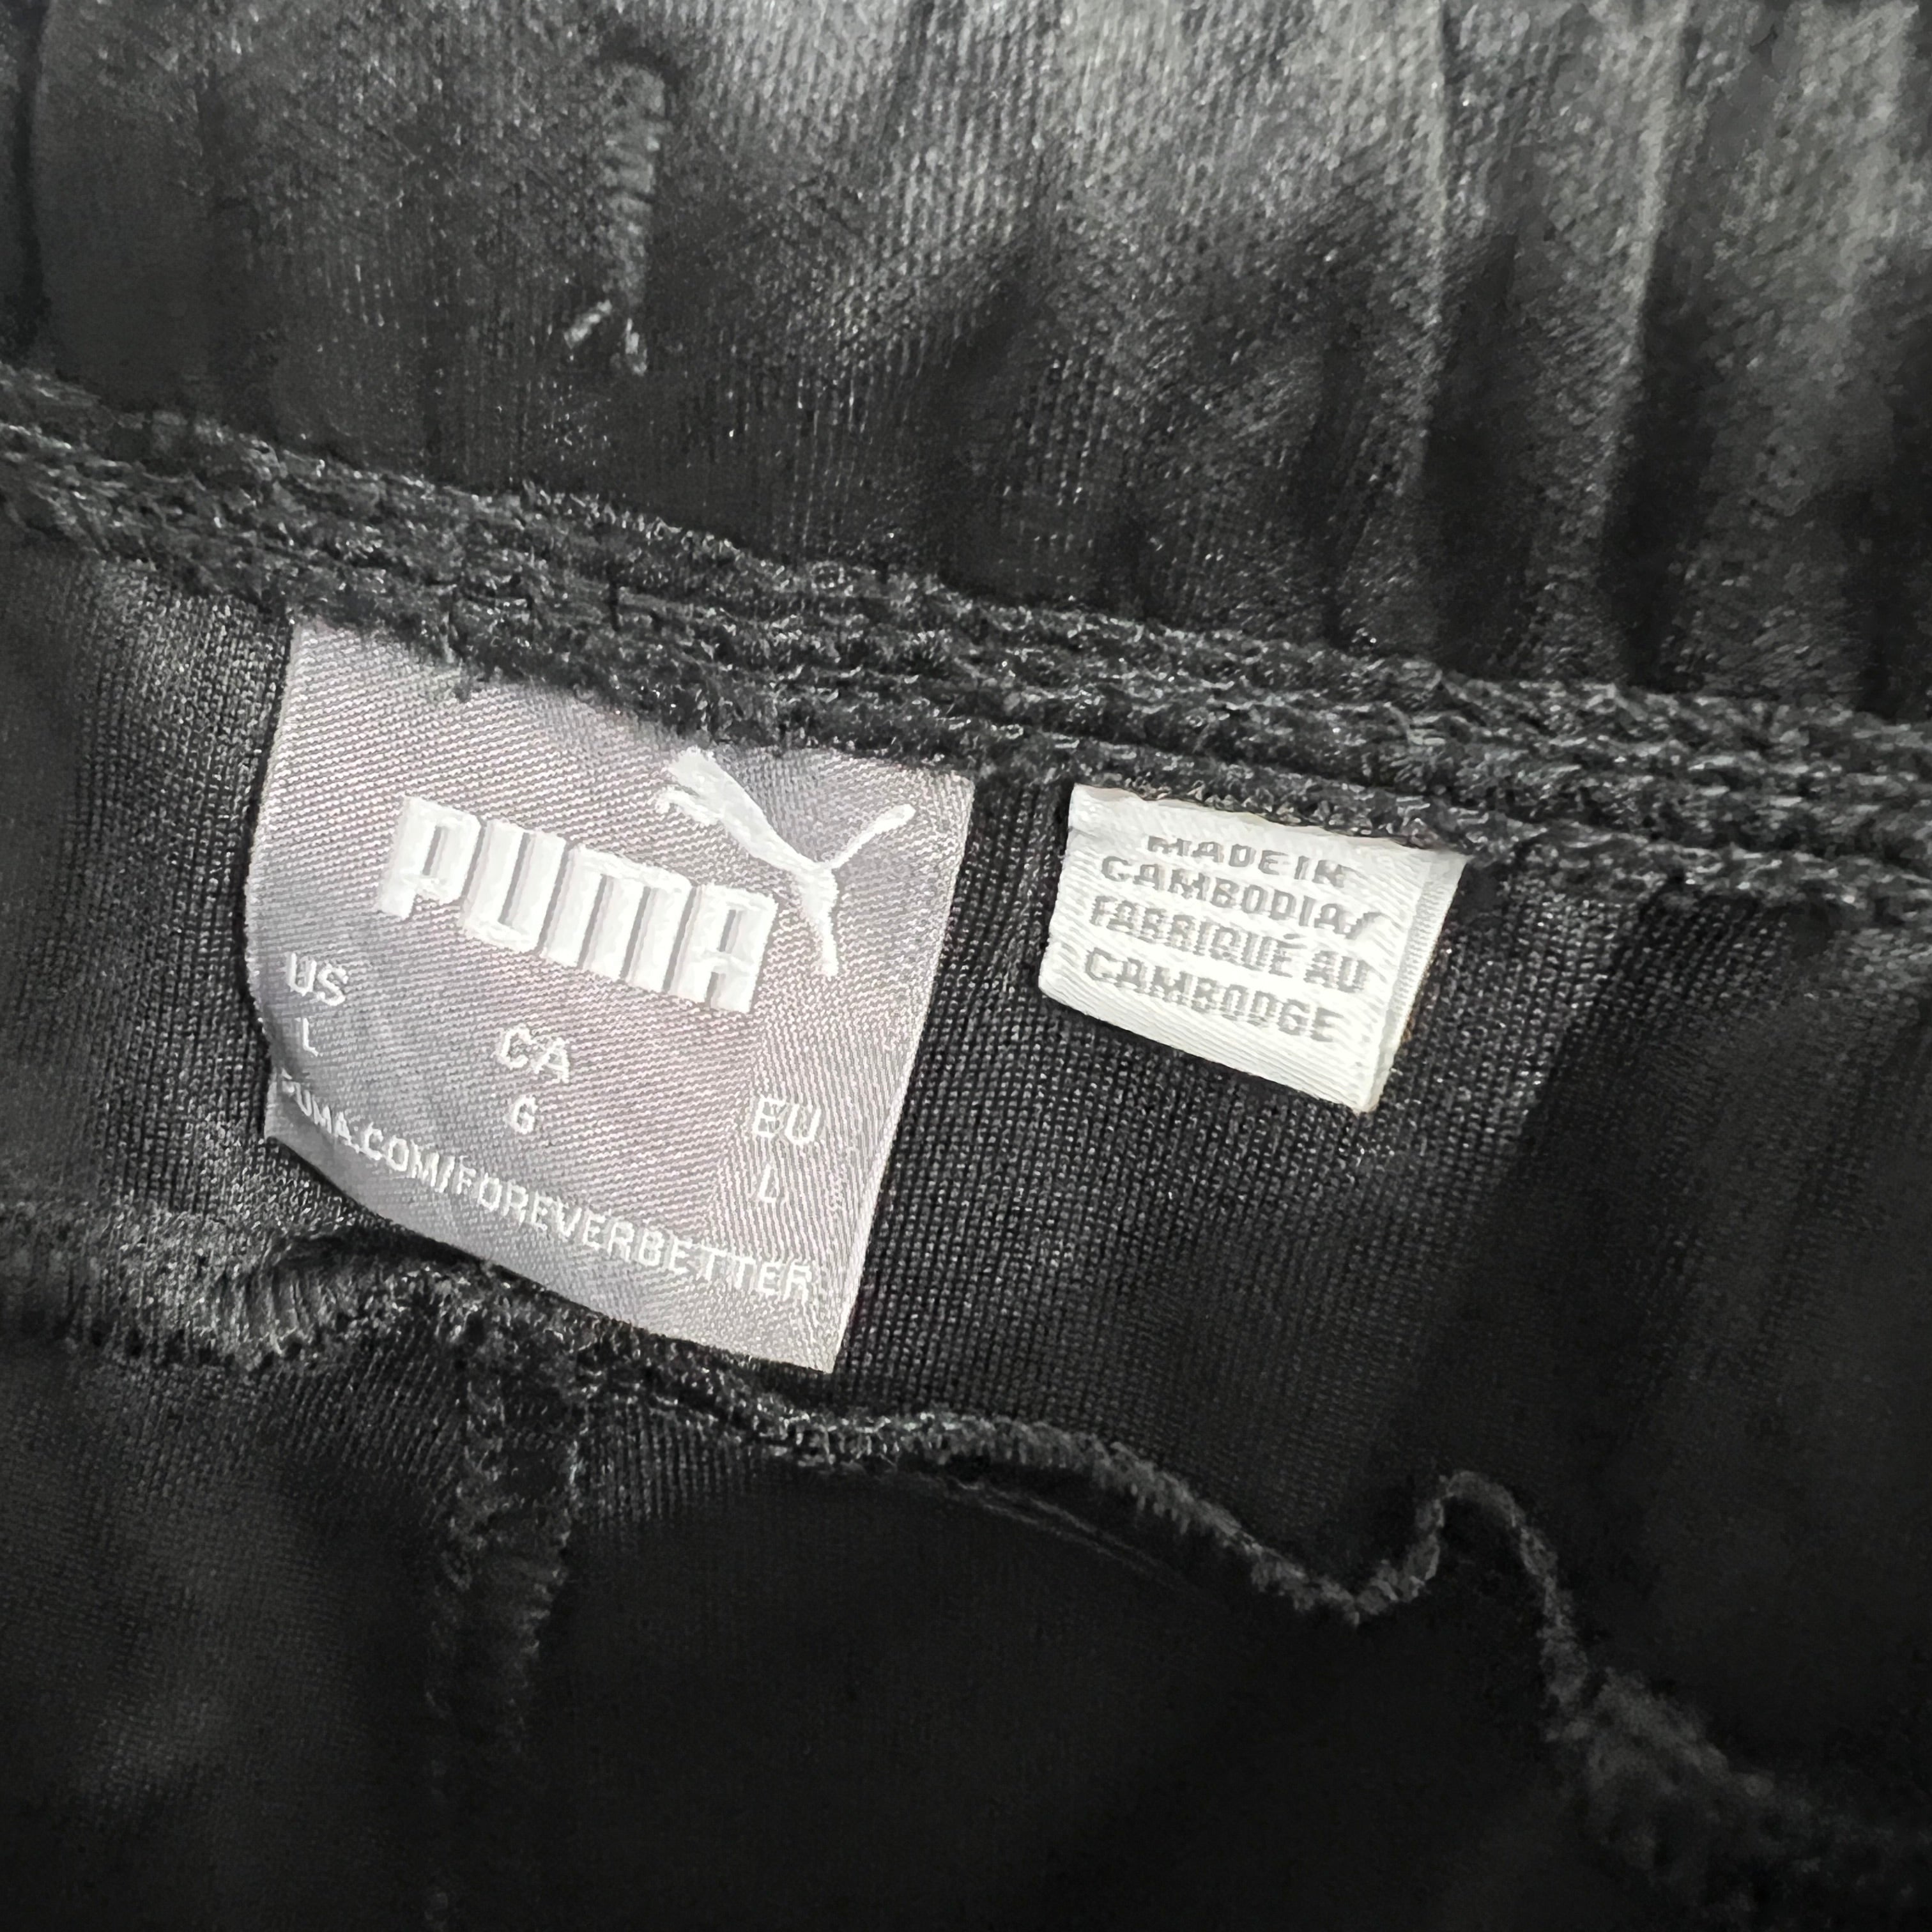 PUMA
US CA EU
L G L
PUMA.COM/FOREVERBETTER
MADE IN
CAMBODIA/
FABRIQUÉ AU
CAMBODGE